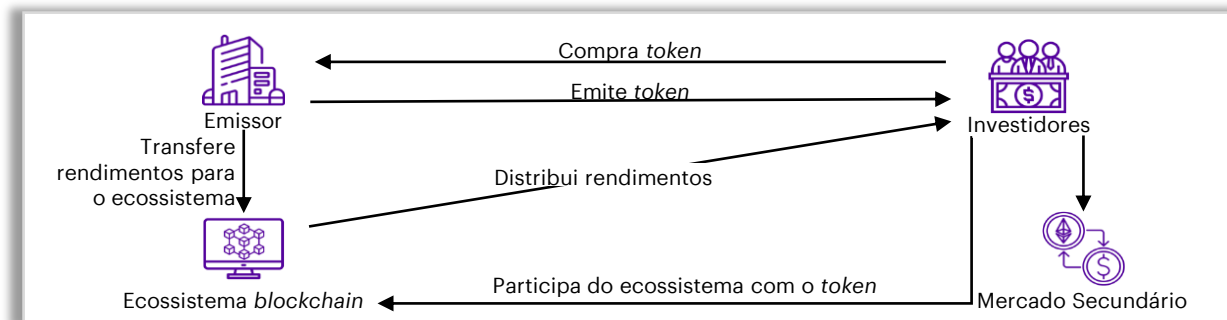 Compra token
Emite token
Emissor
Investidores
Transfere
rendimentos para
o ecossistema
Distribui rendimentos
Participa do ecossistema com o token
Ecossistema blockchain
Mercado Secundário